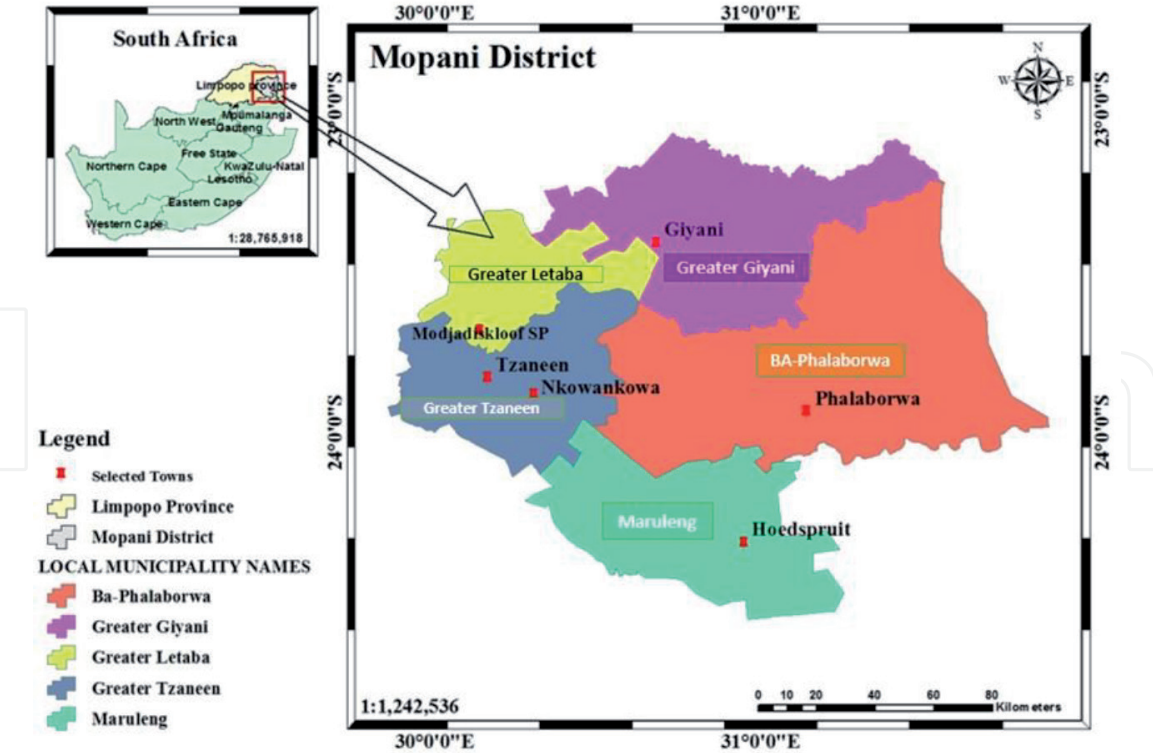 South Africa
Limpopo province
Mpumalanga
North West
Gauteng
Free State
Northern Cape
KwaZulu-Natal
Lesotho
Eastern Cape
Western Cape
1:28,765,918
30°0'0"E
31°0'0"E
Mopani District
N
W
E
S
23°0'0"S
23°0'0"S
Giyani
Greater Giyani
Greater Letaba
Modjadjskloof SP
Tzaneen
Nkowankowa
Greater Tzaneen
BA-Phalaborwa
Phalaborwa
24°0'0"S
24°0'0"S
Maruleng
Hoedspruit
Legend
Selected Towns
Limpopo Province
Mopani District
LOCAL MUNICIPALITY NAMES
Ba-Phalaborwa
Greater Giyani
Greater Letaba
Greater Tzaneen
Maruleng
1:1,242,536
0 10 20 40 60 80
Kilometers
30°0'0"E
31°0'0"E